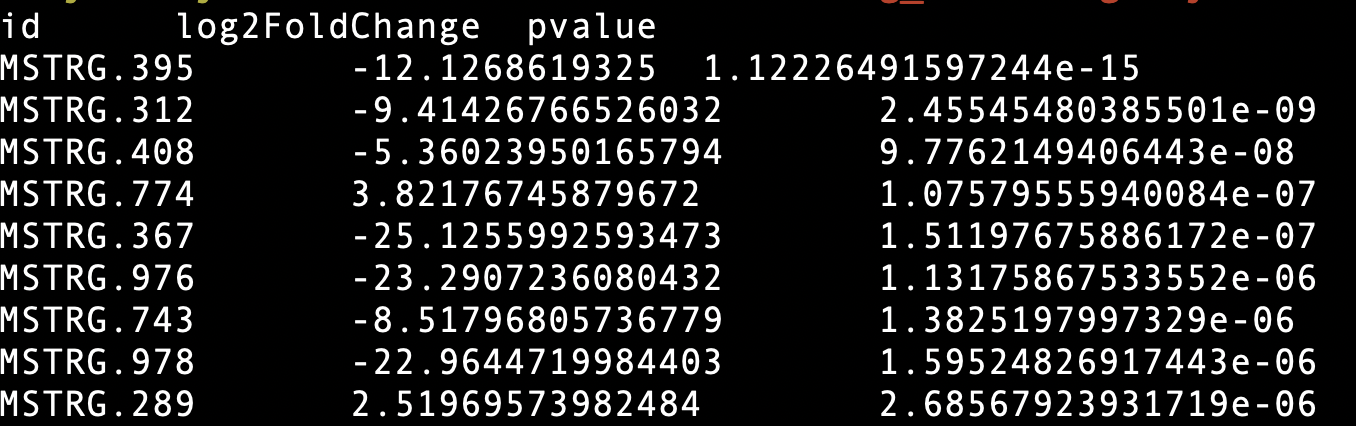 id log2FoldChange pvalue
MSTRG.395 -12.1268619325 1.12226491597244e-15
MSTRG.312 -9.41426766526032 2.45545480385501e-09
MSTRG.408 -5.36023950165794 9.7762149406443e-08
MSTRG.774 3.82176745879672 1.07579555940084e-07
MSTRG.367 -25.1255992593473 1.51197675886172e-07
MSTRG.976 -23.2907236080432 1.13175867533552e-06
MSTRG.743 -8.51796805736779 1.3825197997329e-06
MSTRG.978 -22.9644719984403 1.59524826917443e-06
MSTRG.289 2.51969573982484 2.68567923931719e-06